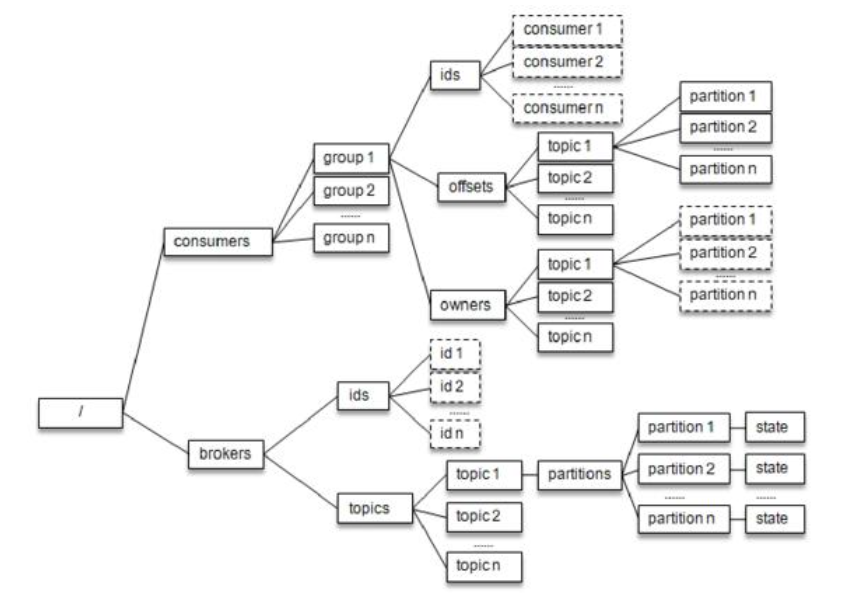 consumer 1
consumer 2
......
consumer n
ids
partition 1
partition 2
......
partition n
group 1
group 2
......
group n
topic 1
topic 2
......
topic n
offsets
consumers
partition 1
partition 2
......
partition n
topic 1
topic 2
......
topic n
owners
id 1
id 2
......
id n
ids
/
brokers
partition 1
state
partition 2
state
......
......
partition n
state
topic 1
partitions
topic 2
......
topic n
topics